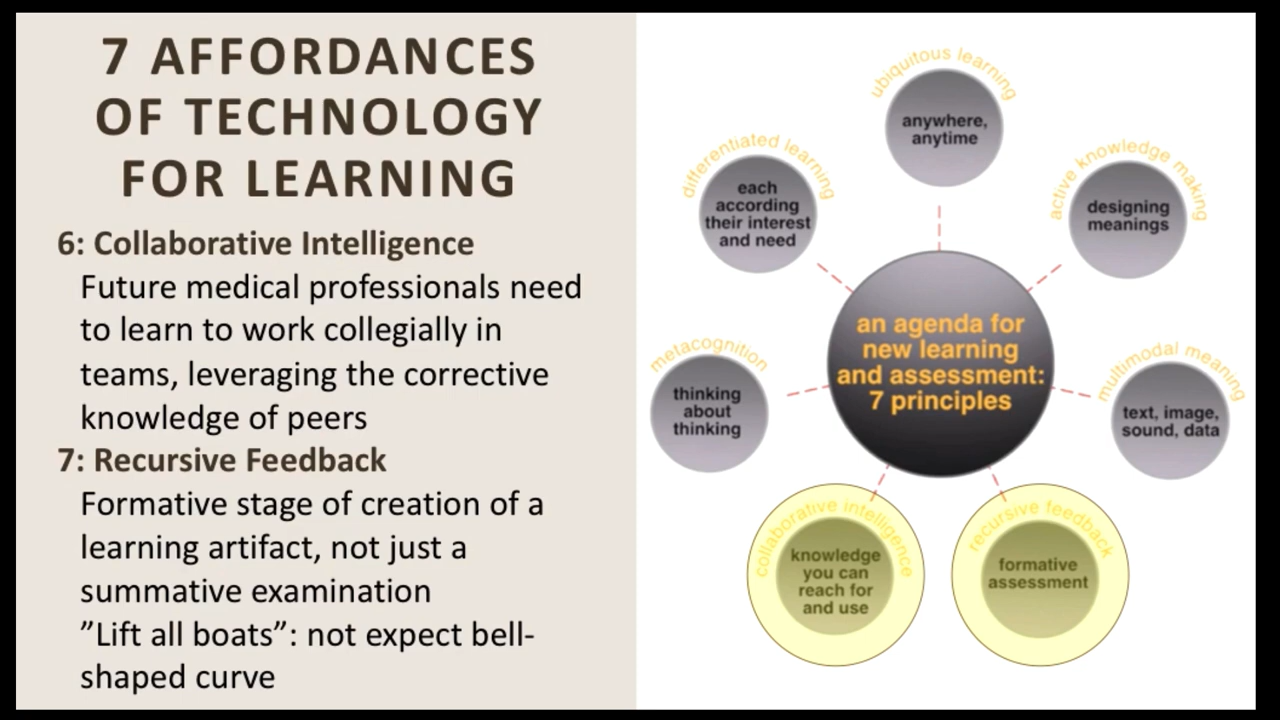 7 AFFORDANCES
OF TECHNOLOGY
FOR LEARNING
6: Collaborative Intelligence
Future medical professionals need
to learn to work collegially in
teams, leveraging the corrective
knowledge of peers
7: Recursive Feedback
Formative stage of creation of a
learning artifact, not just a
summative examination
”Lift all boats”: not expect bell-
shaped curve
ubiquitous learning
anywhere,
anytime
differentiated learning
each
according
their interest
and need
active knowledge making
designing
meanings
an agenda for
new learning
and assessment:
7 principles
metacognition
thinking
about
thinking
multimodal meaning
text, image,
sound, data
collaborative intelligence
knowledge
you can
reach for
and use
recursive feedback
formative
assessment